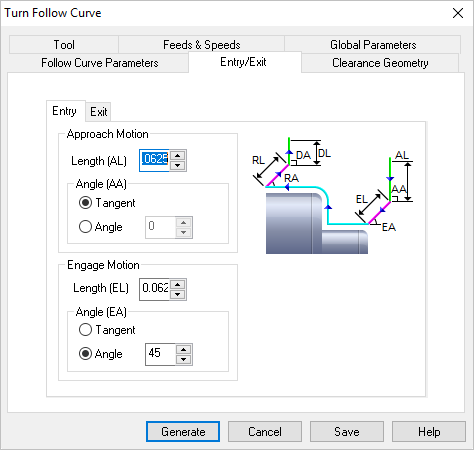 Turn Follow Curve
Tool Feeds & Speeds Global Parameters
Follow Curve Parameters Entry/Exit Clearance Geometry
Entry Exit
Approach Motion
Length (AL) .0625
Angle (AA)
Tangent
Angle 0
Engage Motion
Length (EL) 0.062
Angle (EA)
Tangent
Angle 45
RL DA DL AL
RA AA
EL
EA
Generate Cancel Save Help